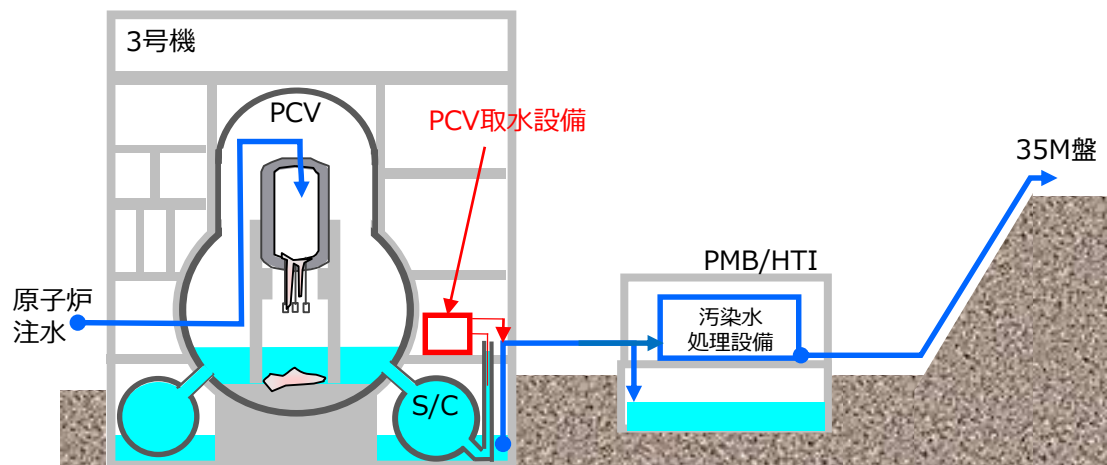 3号機
PCV
PCV取水設備
35M盤
PMB/HTI
原子炉
注水
汚染水
処理設備
S/C